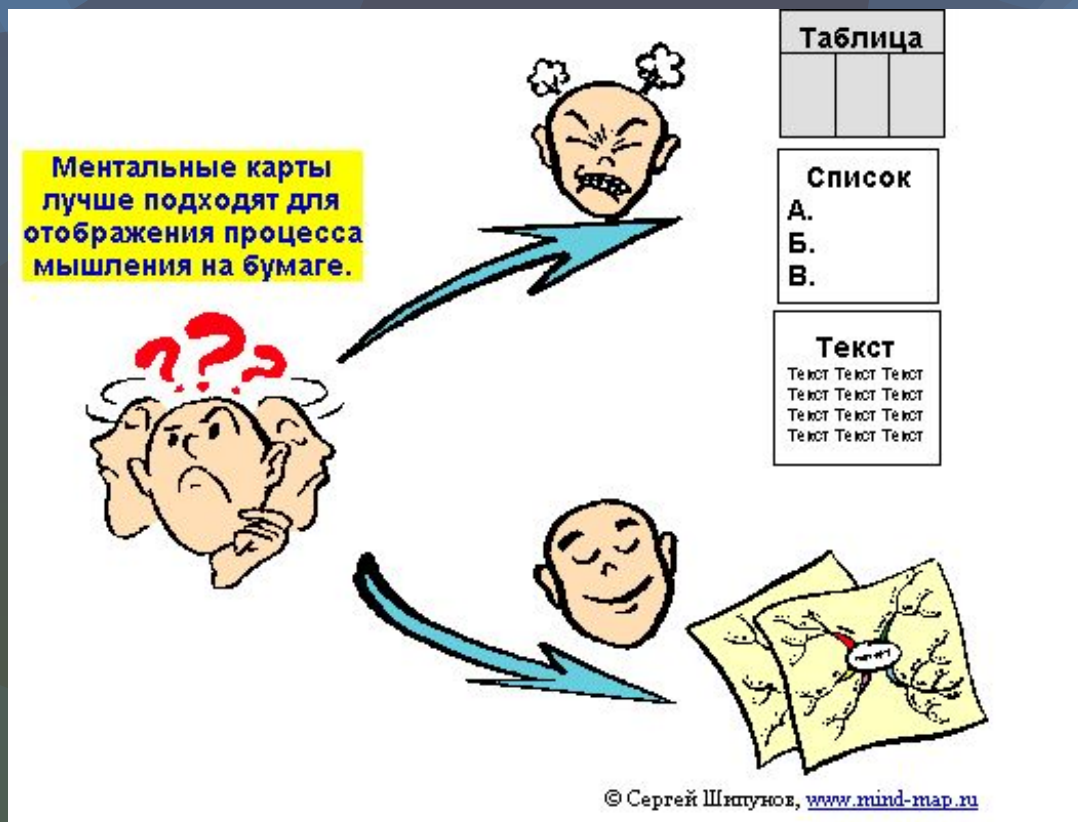 Ментальные карты
лучше подходят для
отображения процесса
мышления на бумаге.
???
Таблица
Список
А.
Б.
В.
Текст
Текст Текст Текст
Текст Текст Текст
Текст Текст Текст
Текст Текст Текст
© Сергей Шипунов, www.mind-map.ru